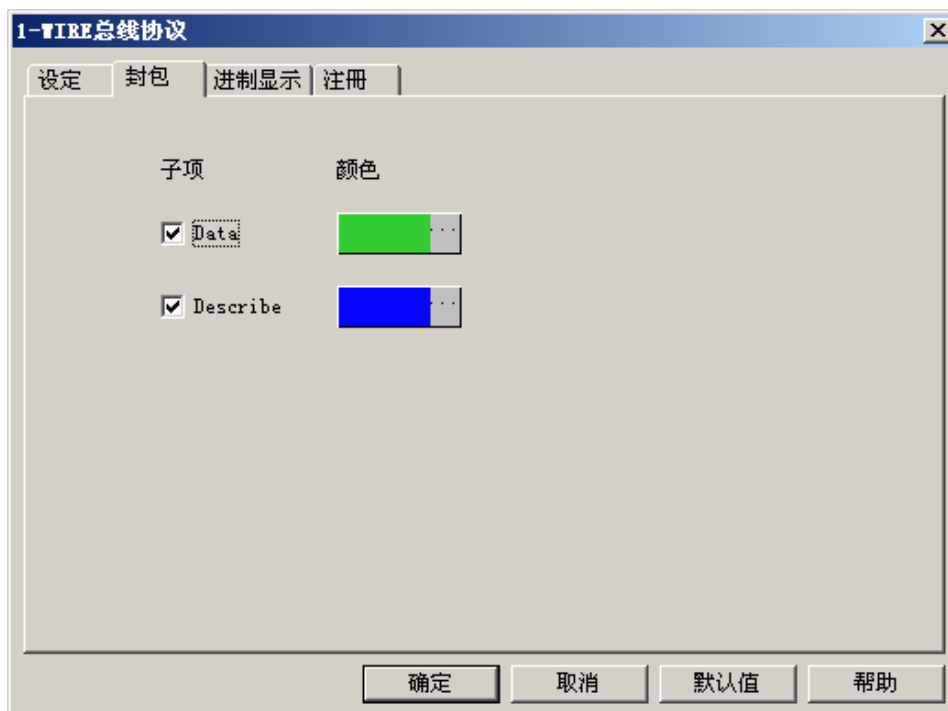 1-WIRE总线协议
设定 封包 进制显示 注冊
子项 颜色
Data ...
Describe ...
确定 取消 默认值 帮助